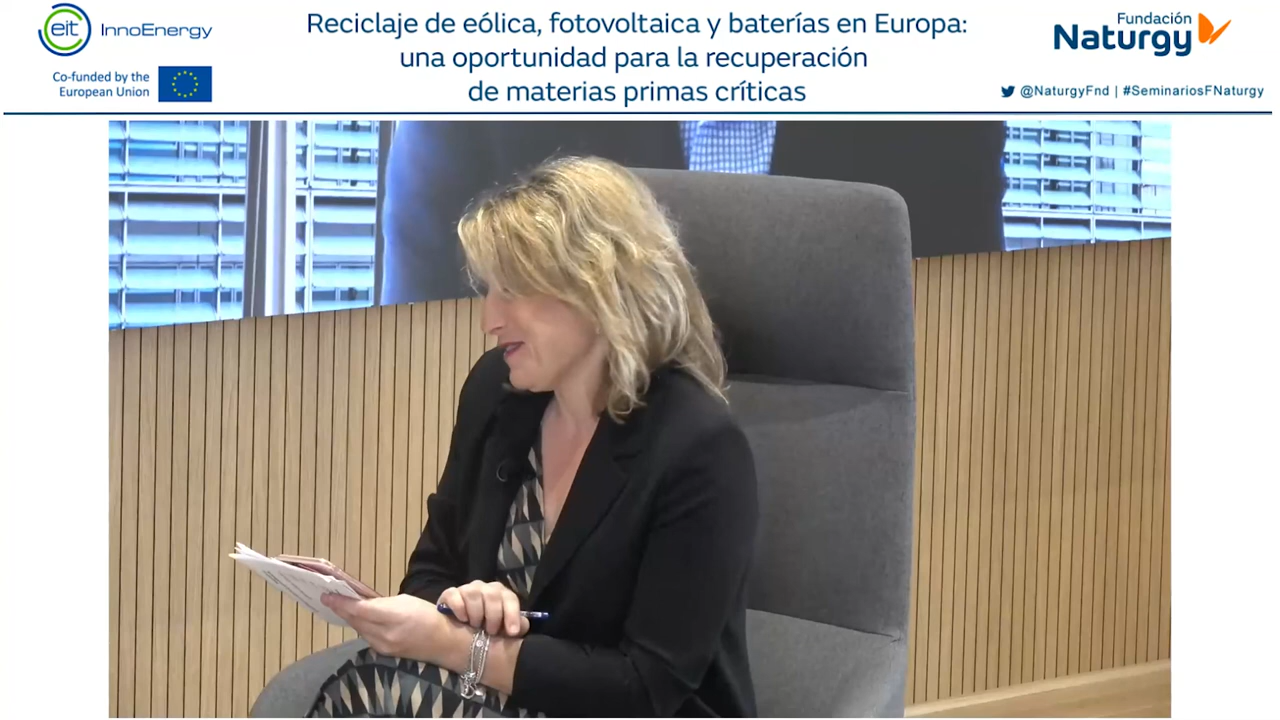 eit InnoEnergy
Co-funded by the
European Union
Reciclaje de eólica, fotovoltaica y baterías en Europa:
una oportunidad para la recuperación
de materias primas críticas
Fundación
Naturgy
@NaturgyFnd | #SeminariosFNaturgy